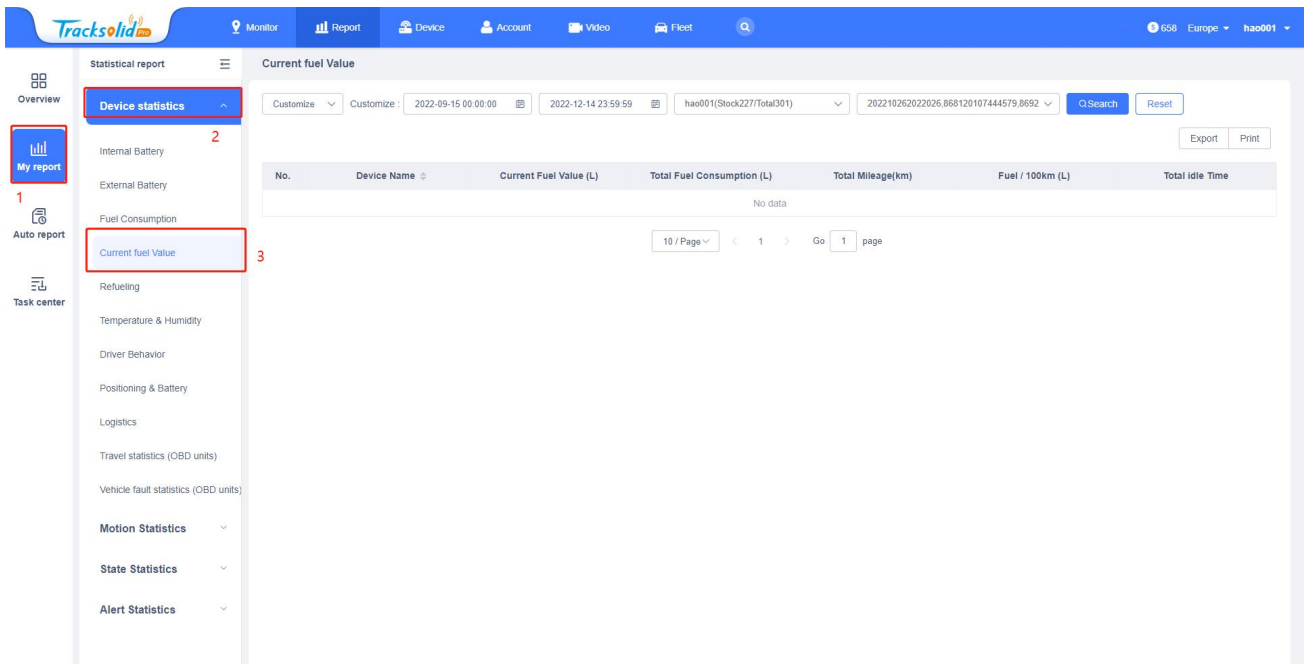 Tracksolid Pro
Monitor Report Device Account Video Fleet 658 Europe hao001
Overview
My report
1
Auto report
Task center
Statistical report
Device statistics
2
Internal Battery
External Battery
Fuel Consumption
Current fuel Value
3
Refueling
Temperature & Humidity
Driver Behavior
Positioning & Battery
Logistics
Travel statistics (OBD units)
Vehicle fault statistics (OBD units)
Motion Statistics
State Statistics
Alert Statistics
Current fuel Value
Customize Customize : 2022-09-15 00:00:00 2022-12-14 23:59:59 hao001(Stock227/Total301) 202210262022026,868120107444579,8692 Search Reset
Export Print
No. Device Name Current Fuel Value (L) Total Fuel Consumption (L) Total Mileage(km) Fuel / 100km (L) Total idle Time
No data
10 / Page 1 Go 1 page